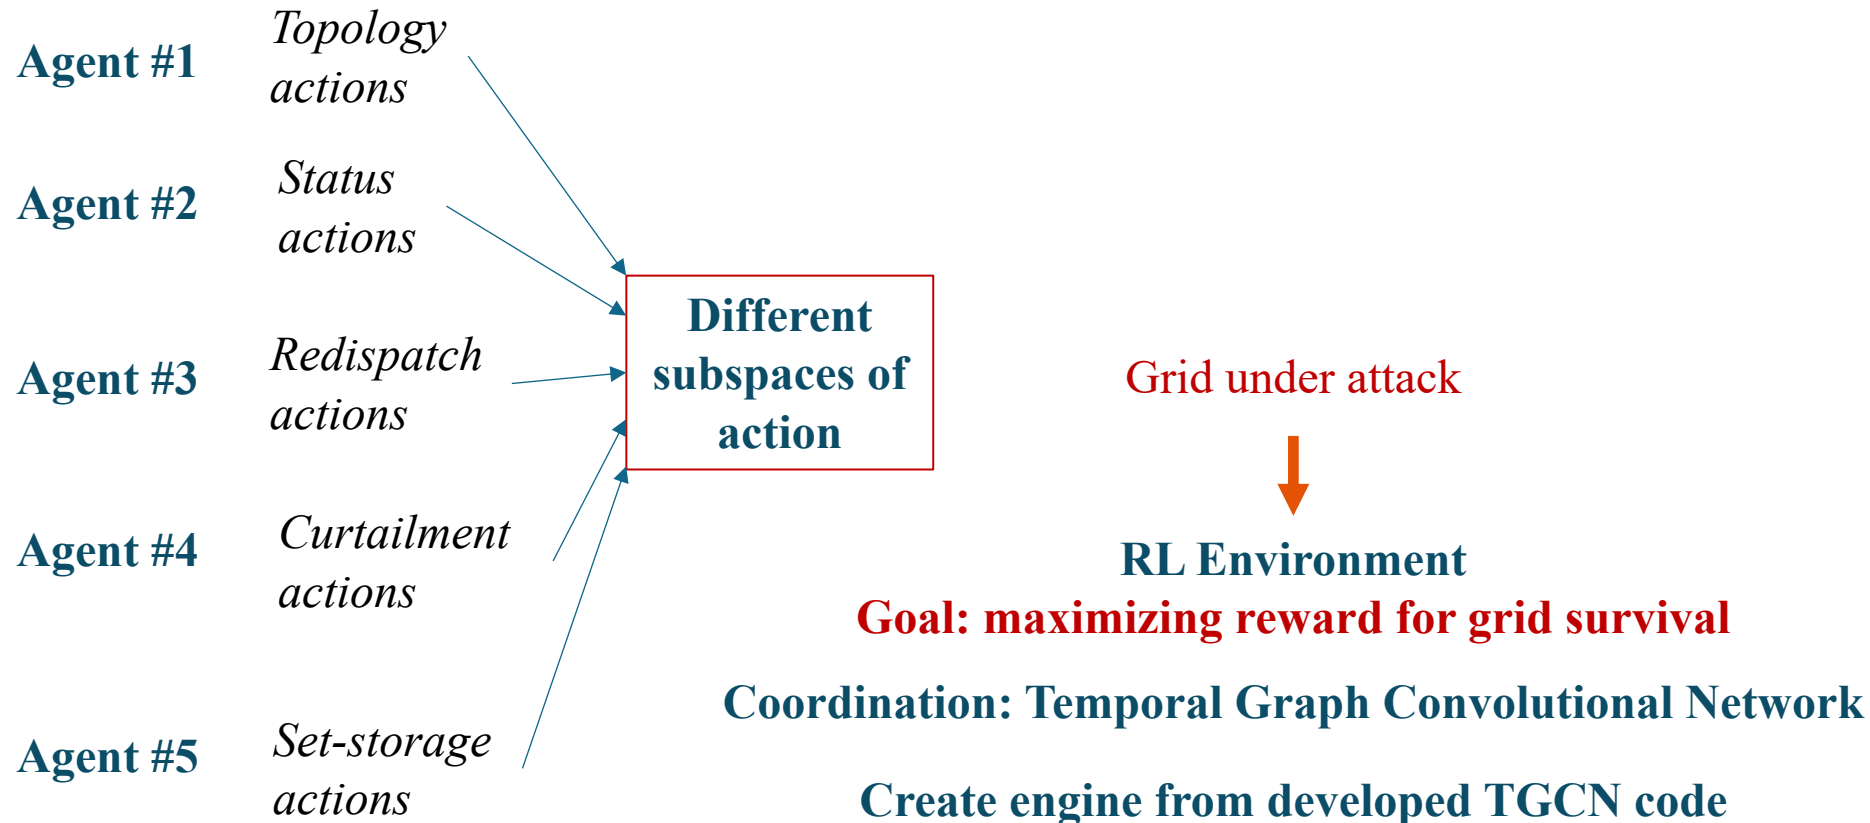 Agent #1
Topology
actions
Agent #2
Status
actions
Agent #3
Redispatch
actions
Agent #4
Curtailment
actions
Agent #5
Set-storage
actions
Different
subspaces of
action
Grid under attack
RL Environment
Goal: maximizing reward for grid survival
Coordination: Temporal Graph Convolutional Network
Create engine from developed TGCN code